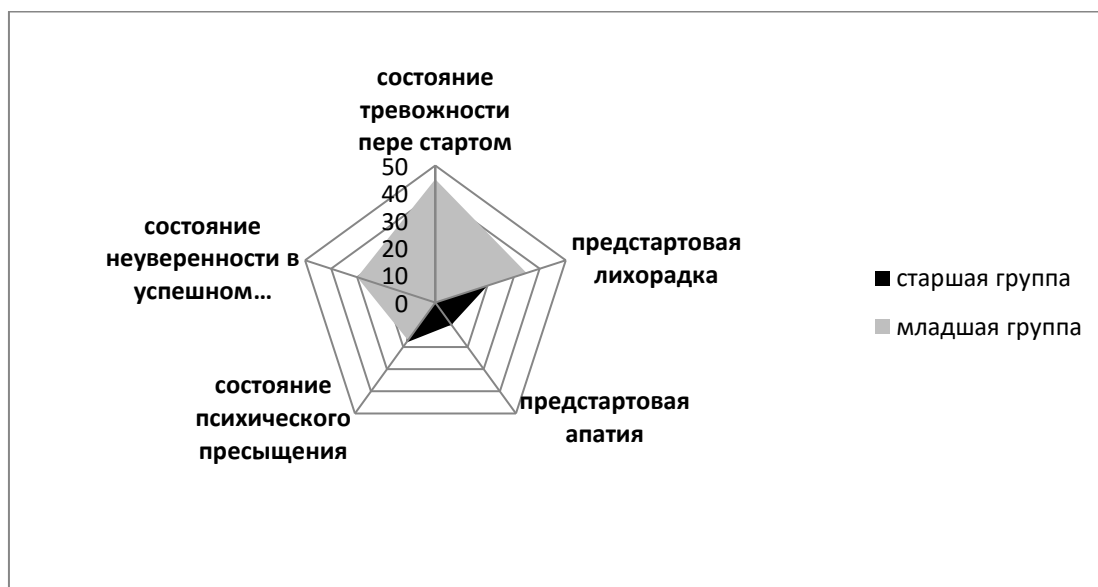 состояние
тревожности
пере стартом
50
40
30
20
10
0
предстартовая
лихорадка
предстартовая
апатия
состояние
психического
пресыщения
состояние
неуверенности в
успешном...
старшая группа
младшая группа